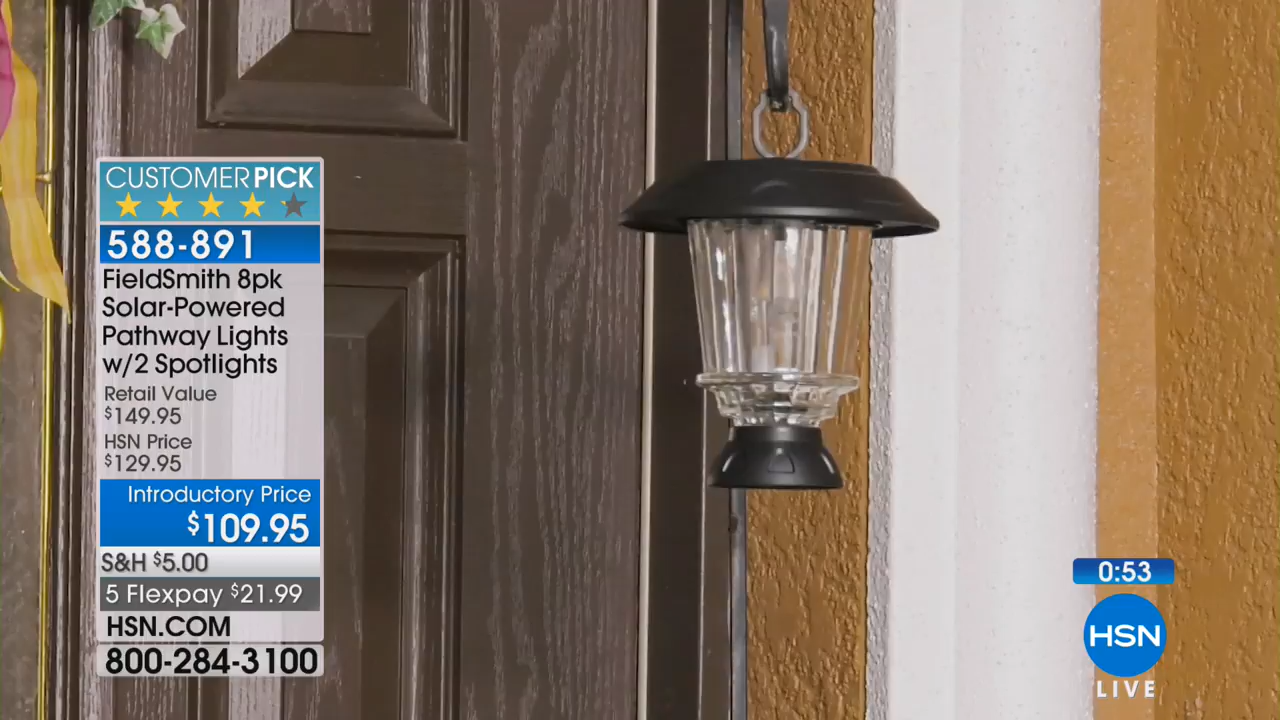 CUSTOMERPICK
588-891
FieldSmith 8pk
Solar-Powered
Pathway Lights
w/2 Spotlights
Retail Value
$149.95
HSN Price
$129.95
Introductory Price
$109.95
S&H $5.00
5 Flexpay $21.99
HSN.COM
800-284-3100
0:53
HSN
LIVE